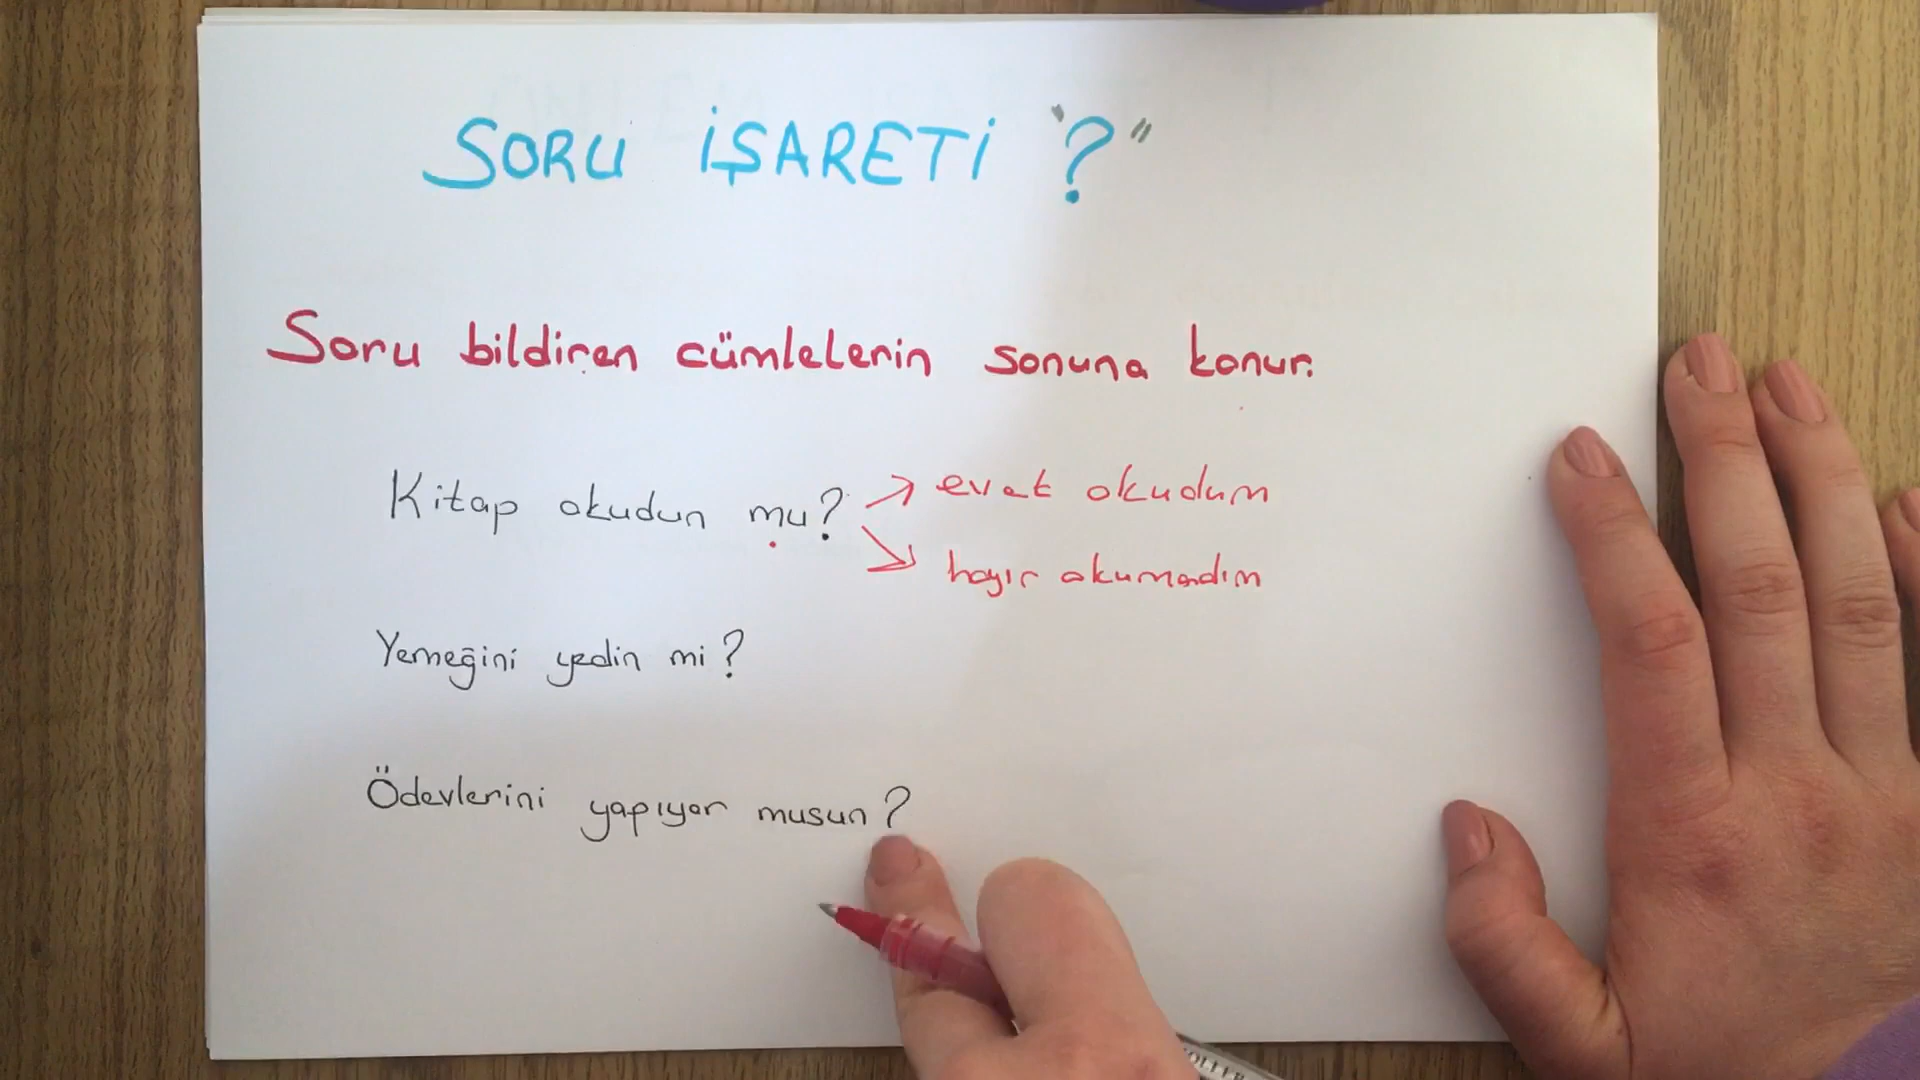 SORU İŞARETİ "?"
Soru bildiren cümlelerin sonuna konur.
Kitap okudun mu?
evet okudum
hayır okumadım
Yemeğini yedin mi?
Ödevlerini yapıyor musun?